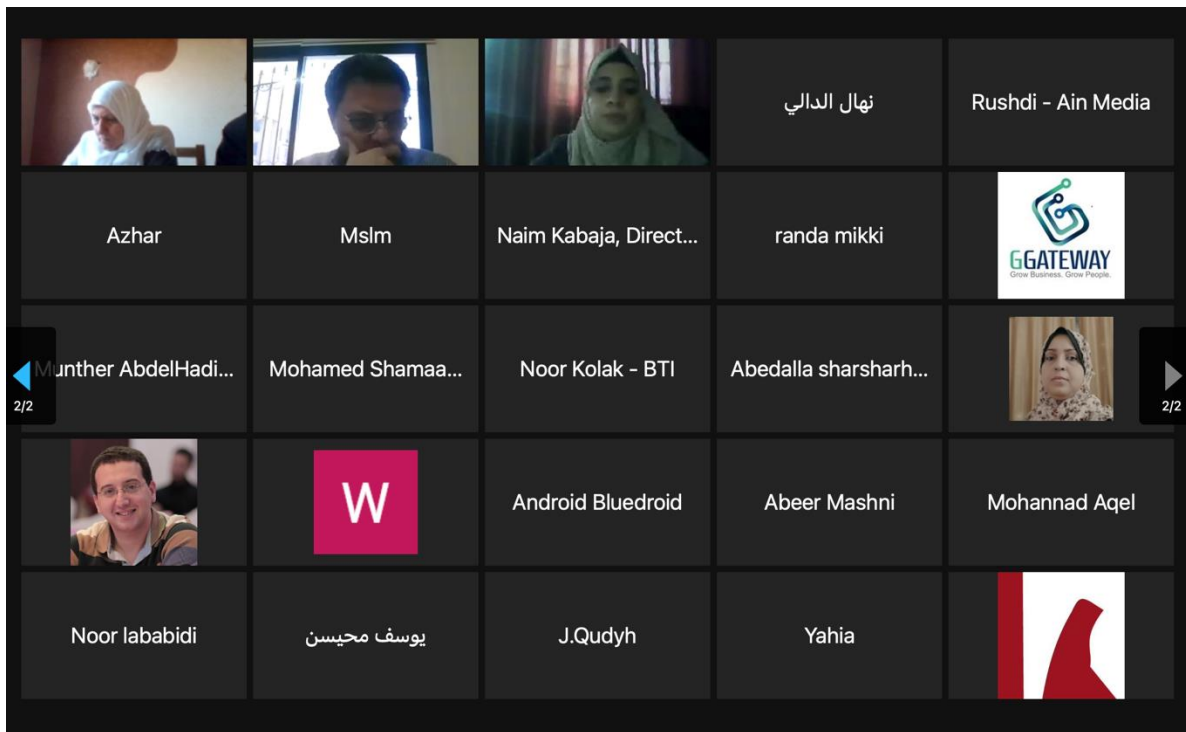 نهال الدالي
Rushdi - Ain Media
Azhar
Mslm
Naim Kabaja, Direct...
randa mikki
GGATEWAY
Grow Business. Grow People.
Munther AbdelHadi...
Mohamed Shamaa...
Noor Kolak - BTI
Abedalla sharsharh...
2/2
2/2
W
Android Bluedroid
Abeer Mashni
Mohannad Aqel
Noor lababidi
يوسف محيسن
J.Qudyh
Yahia